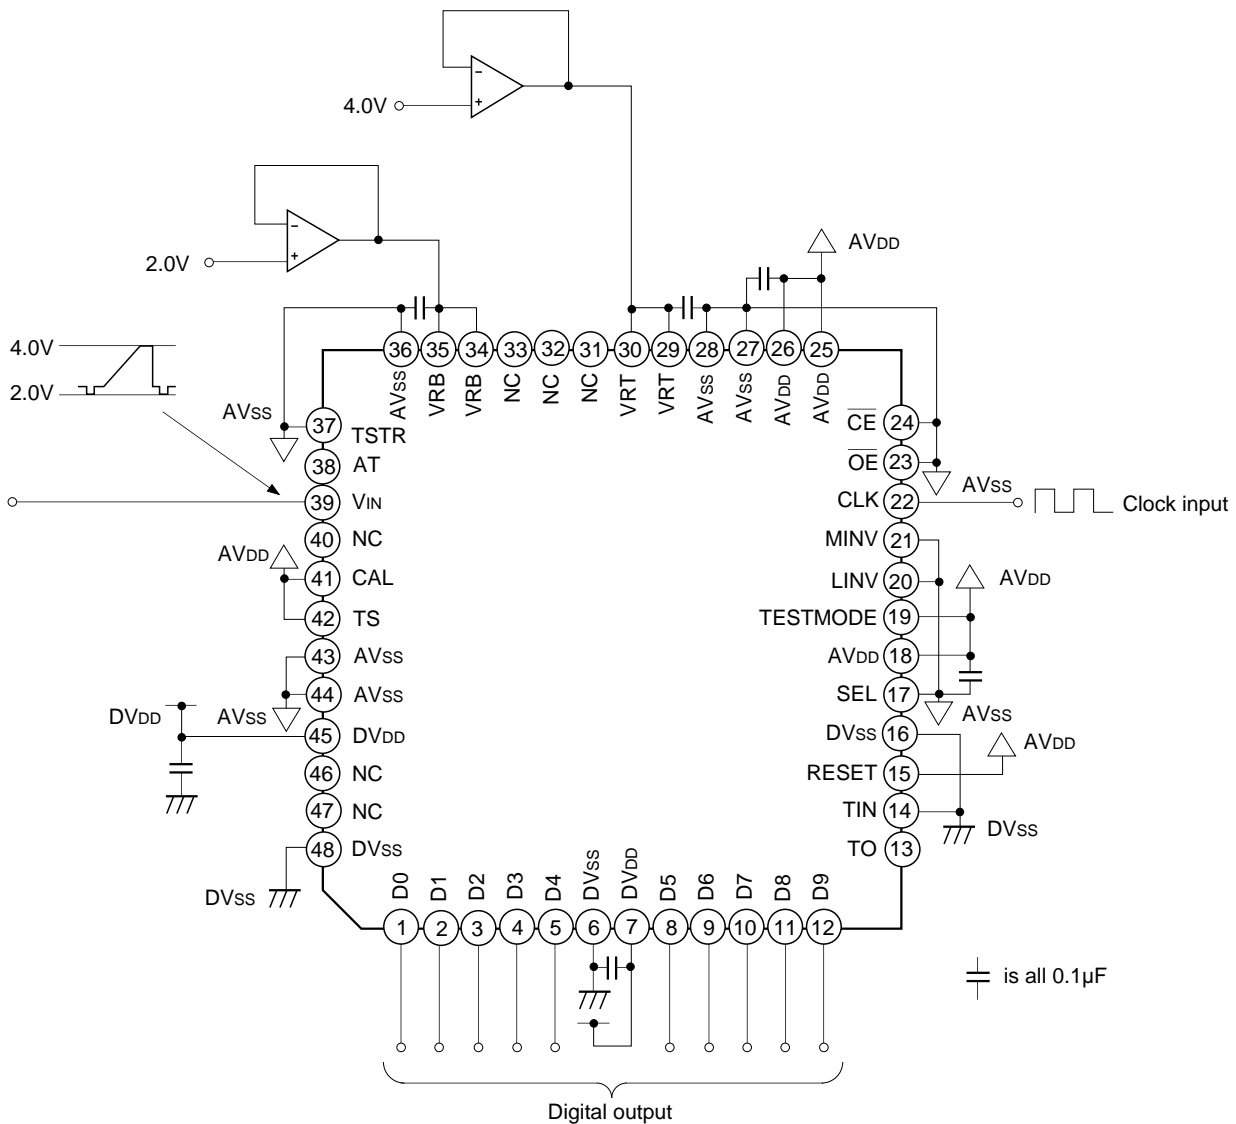 4.0V
−
+
2.0V
−
+
AVDD
36 35 34 33 32 31 30 29 28 27 26 25
AVSS VRB VRB NC NC NC VRT VRT AVSS AVSS AVDD AVDD
4.0V
2.0V
AVSS
37 TSTR
38 AT
39 VIN
40 NC
AVDD
41 CAL
42 TS
43 AVSS
44 AVSS
AVSS
DVDD
45 DVDD
46 NC
47 NC
48 DVSS
DVSS
CE 24
OE 23
AVSS
CLK 22
Clock input
MINV 21
LINV 20
AVDD
TESTMODE 19
AVDD 18
SEL 17
AVSS
DVSS 16
AVDD
RESET 15
TIN 14
DVSS
TO 13
D0 D1 D2 D3 D4 DVSS DVDD D5 D6 D7 D8 D9
1 2 3 4 5 6 7 8 9 10 11 12
is all 0.1µF
Digital output